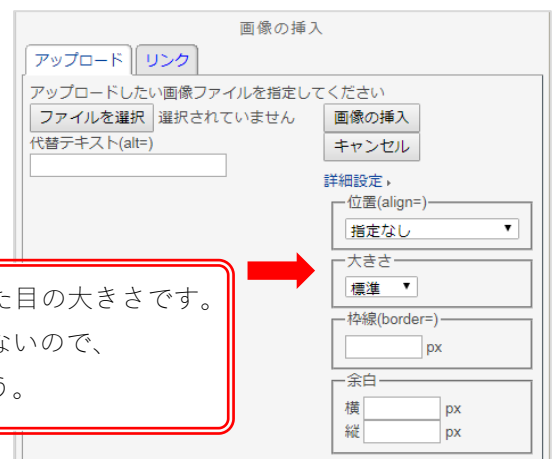 画像の挿入
アップロード リンク
アップロードしたい画像ファイルを指定してください
ファイルを選択 選択されていません 画像の挿入
代替テキスト(alt=) キャンセル
詳細設定
位置(align=)
指定なし
大きさ
標準
枠線(border=)
px
余白
横 px
縦 px
た目の大きさです。
ないので、
う。